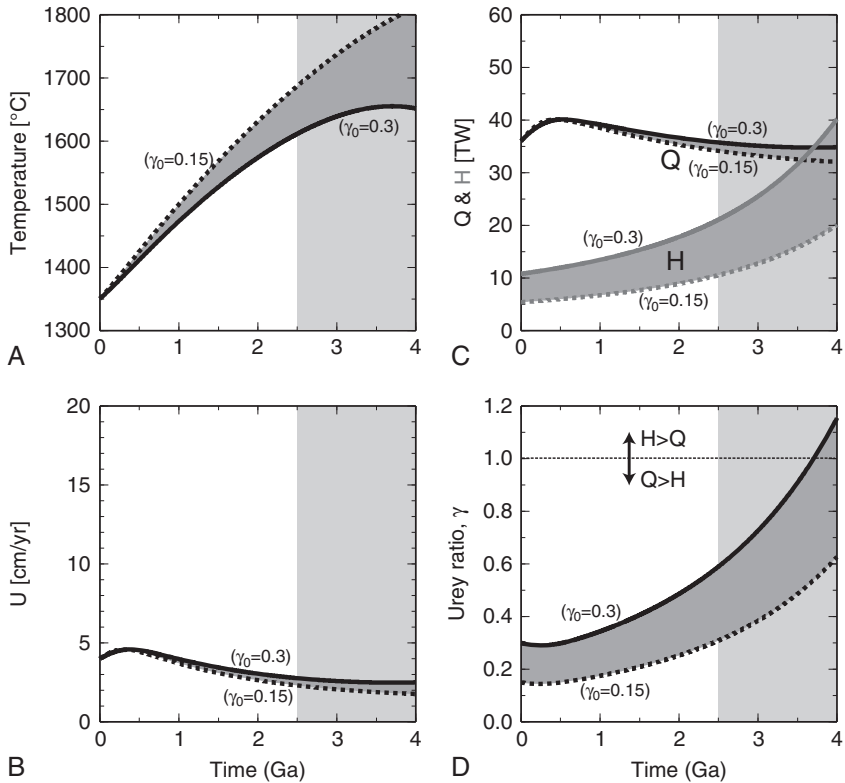 1800
1700
1600
1500
1400
1300
Temperature [°C]
(γ₀=0.15)
(γ₀=0.3)
0 1 2 3 4
A
60
50
40
30
20
10
0
Q & H [TW]
(γ₀=0.3)
Q (γ₀=0.15)
(γ₀=0.3)
H
(γ₀=0.15)
0 1 2 3 4
C
20
15
10
5
0
U [cm/yr]
(γ₀=0.3)
(γ₀=0.15)
0 1 2 3 4
B
Time (Ga)
1.2
1.0
0.8
0.6
0.4
0.2
0.0
Urey ratio, γ
H>Q
Q>H
(γ₀=0.3)
(γ₀=0.15)
0 1 2 3 4
D
Time (Ga)